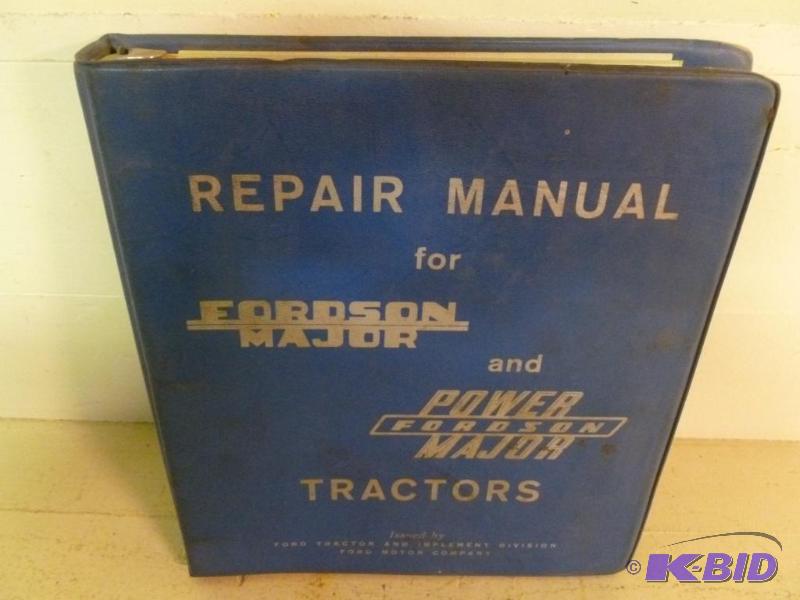 REPAIR MANUAL
for
FORDSON
MAJOR
and
POWER
FORDSON
MAJOR
TRACTORS
Issued by
FORD TRACTOR AND IMPLEMENT DIVISION
FORD MOTOR COMPANY
© K-BID